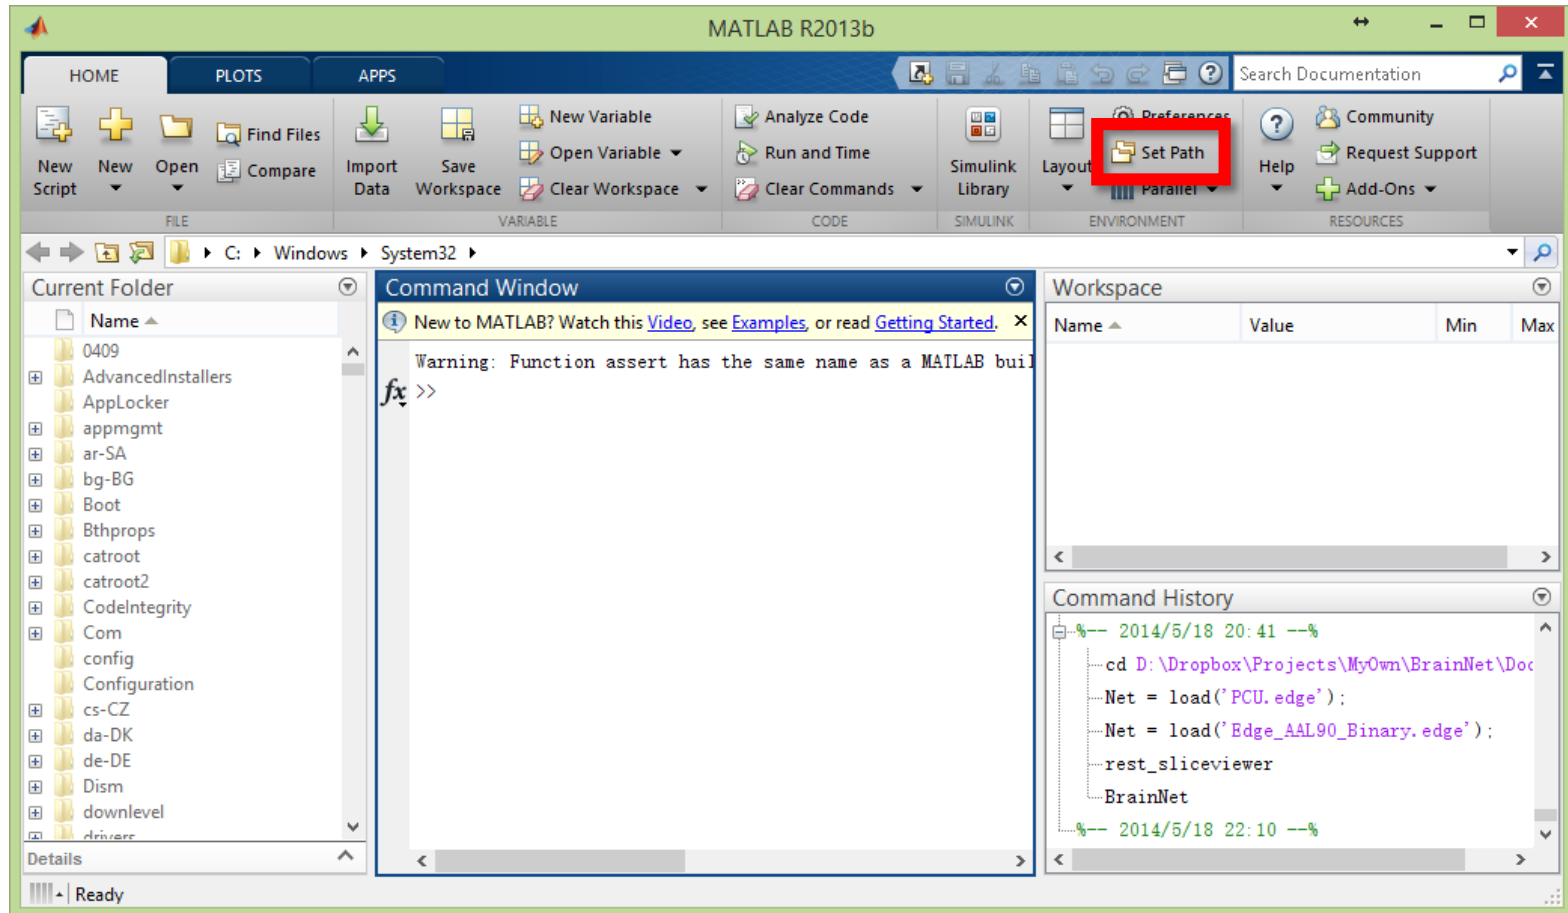 MATLAB R2013b
HOME PLOTS APPS Search Documentation
New Script
New
Open
Find Files
Compare
FILE
Import Data
Save Workspace
New Variable
Open Variable
Clear Workspace
VARIABLE
Analyze Code
Run and Time
Clear Commands
CODE
Simulink Library
SIMULINK
Layout
Preferences
Set Path
Parallel
ENVIRONMENT
Help
Community
Request Support
Add-Ons
RESOURCES
C: Windows System32
Current Folder
Name
0409
AdvancedInstallers
AppLocker
appmgmt
ar-SA
bg-BG
Boot
Bthprops
catroot
catroot2
CodeIntegrity
Com
config
Configuration
cs-CZ
da-DK
de-DE
Dism
downlevel
drivers
Details
Command Window
New to MATLAB? Watch this Video, see Examples, or read Getting Started.
Warning: Function assert has the same name as a MATLAB buil
fx >>
Workspace
Name Value Min Max
Command History
%-- 2014/5/18 20:41 --%
cd D:\Dropbox\Projects\MyOwn\BrainNet\Doc
Net = load('PCU.edge');
Net = load('Edge_AAL90_Binary.edge');
rest_sliceviewer
BrainNet
%-- 2014/5/18 22:10 --%
Ready